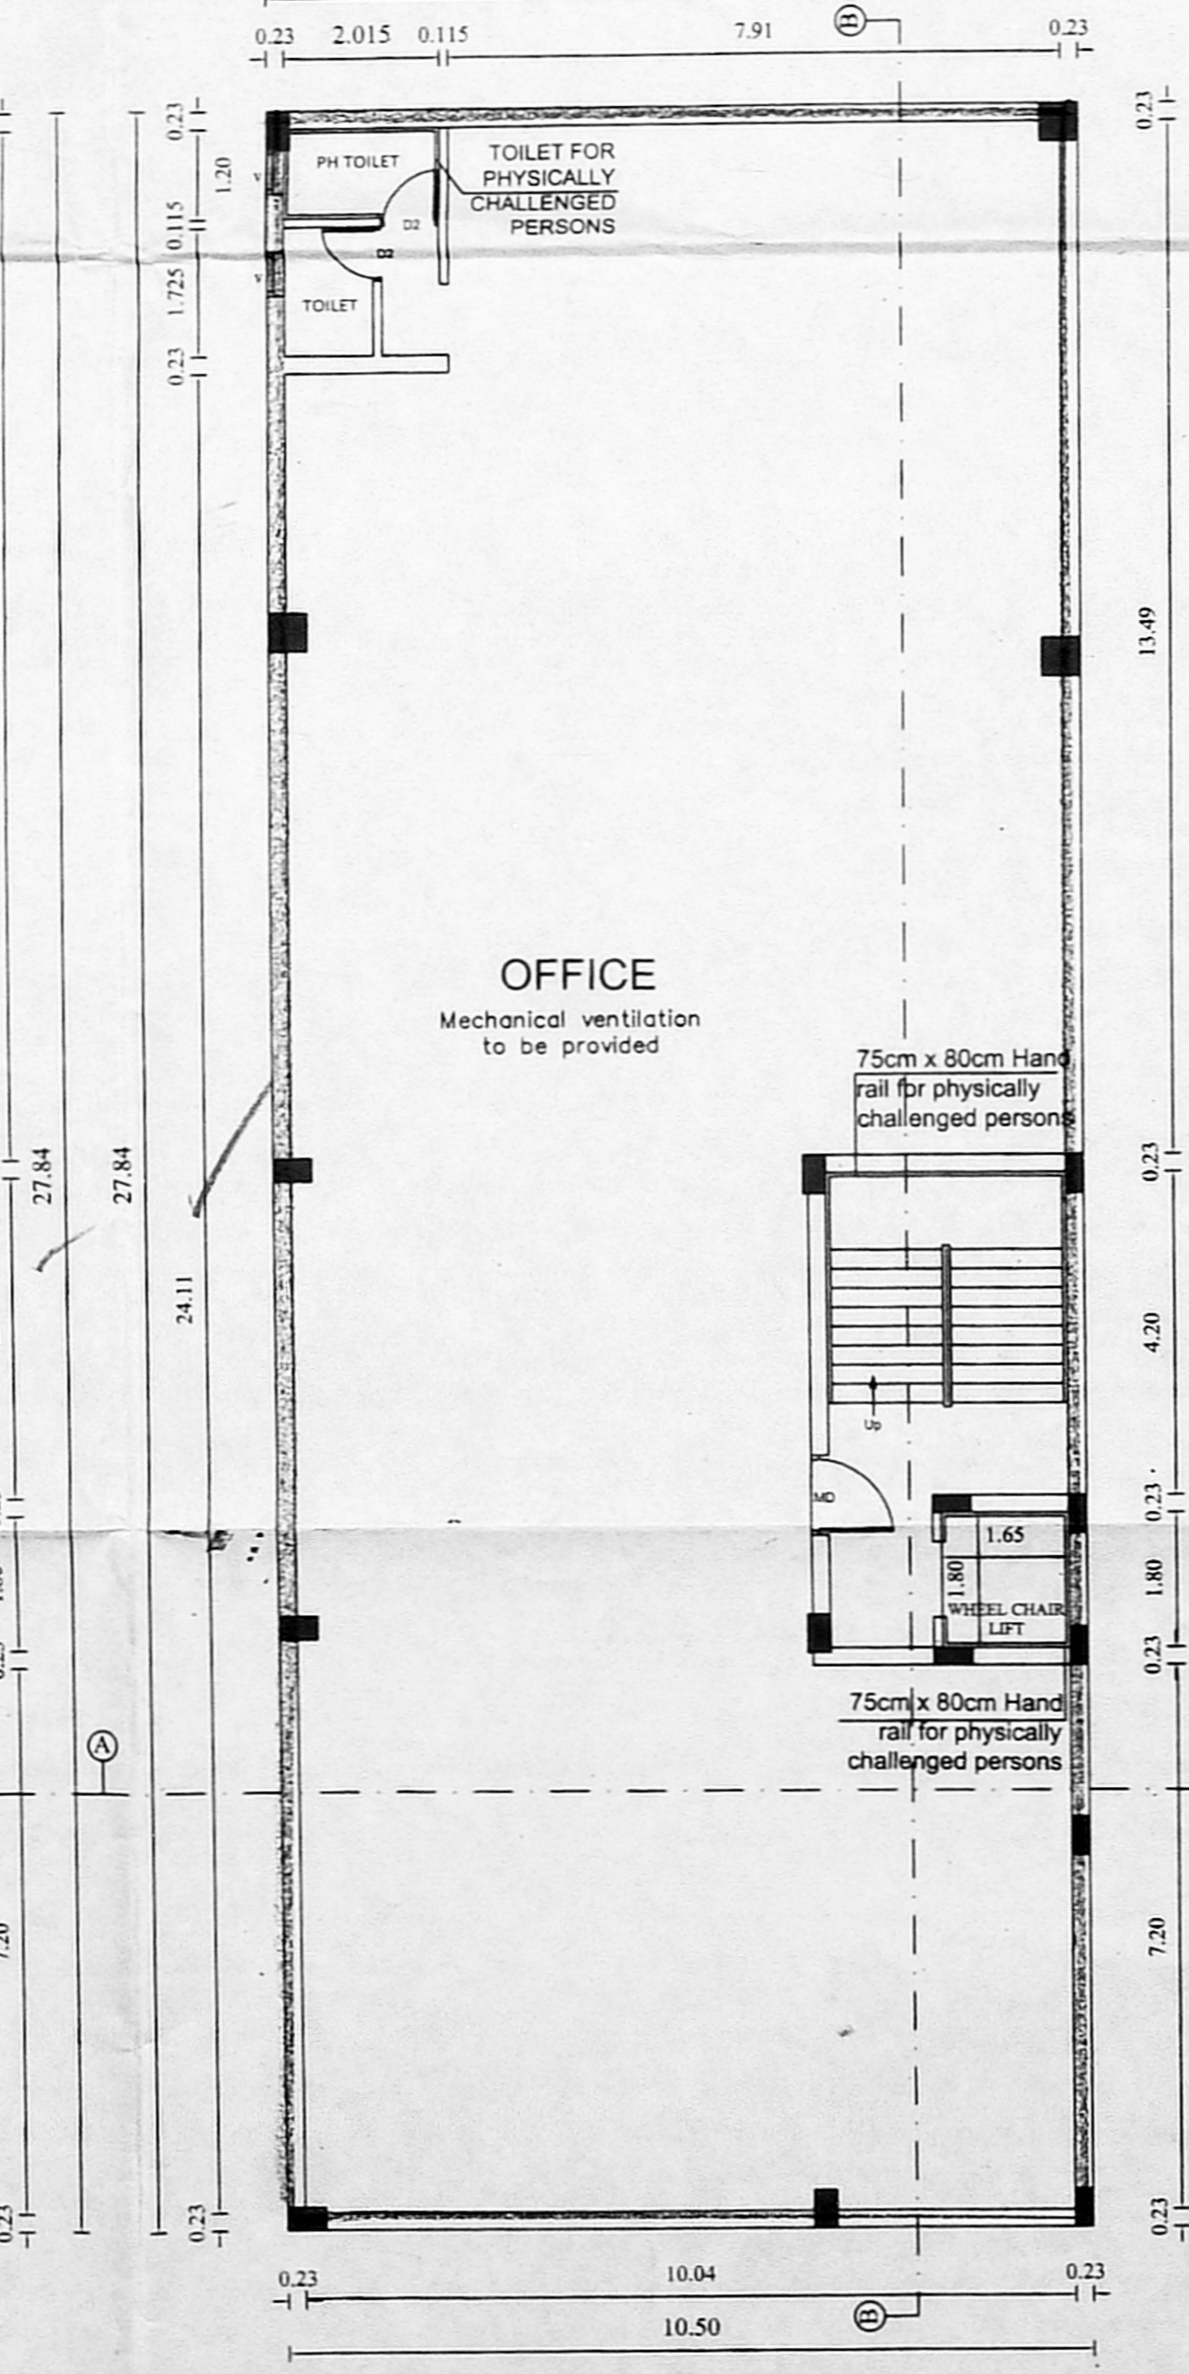 B
0.23 2.015 0.115 7.91 0.23
0.23
0.23
1.20
PH TOILET
TOILET FOR
PHYSICALLY
CHALLENGED
PERSONS
D2
0.115
D2
1.725
TOILET
0.23
13.49
OFFICE
Mechanical ventilation
to be provided
75cm x 80cm Hand
rail for physically
challenged persons
27.84
27.84
0.23
24.11
4.20
Up
MD
0.23
1.65
1.80
1.80
WHEEL CHAIR
LIFT
0.23
75cm x 80cm Hand
rail for physically
challenged persons
A
7.20
7.20
0.23
0.23
0.23
0.23 10.04 0.23
B
10.50